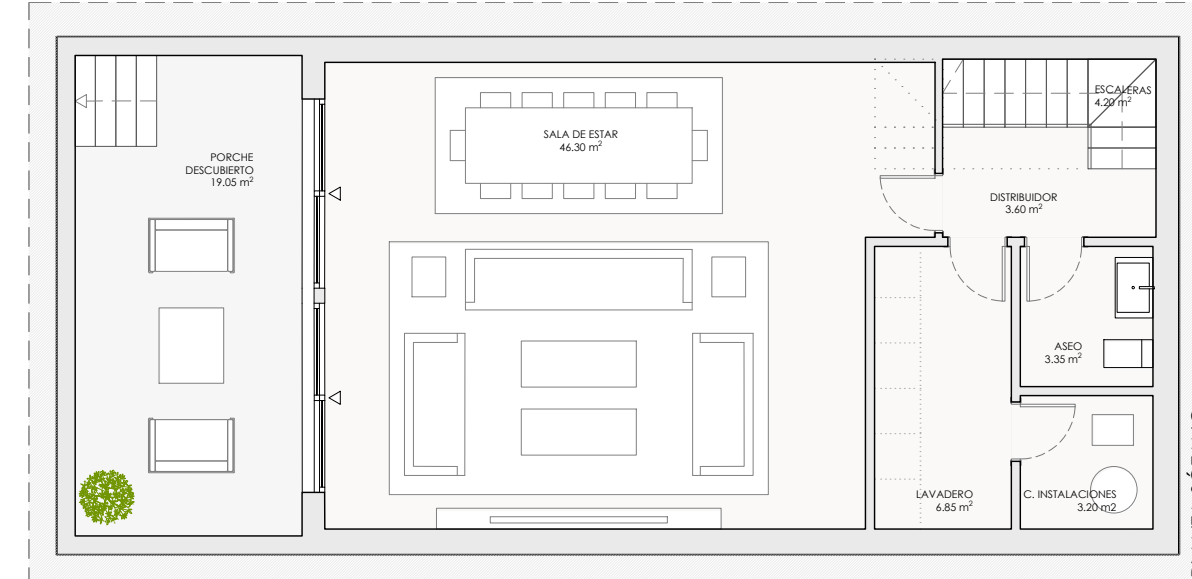 ESCALERAS
4.20 m²
SALA DE ESTAR
46.30 m²
PORCHE
DESCUBIERTO
19.05 m²
DISTRIBUIDOR
3.60 m²
ASEO
3.35 m²
LAVADERO
6.85 m²
C. INSTALACIONES
3.20 m2